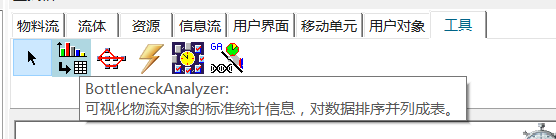 物料流 流体 资源 信息流 用户界面 移动单元 用户对象 工具
GA
BottleneckAnalyzer:
可视化物流对象的标准统计信息，对数据排序并列成表。